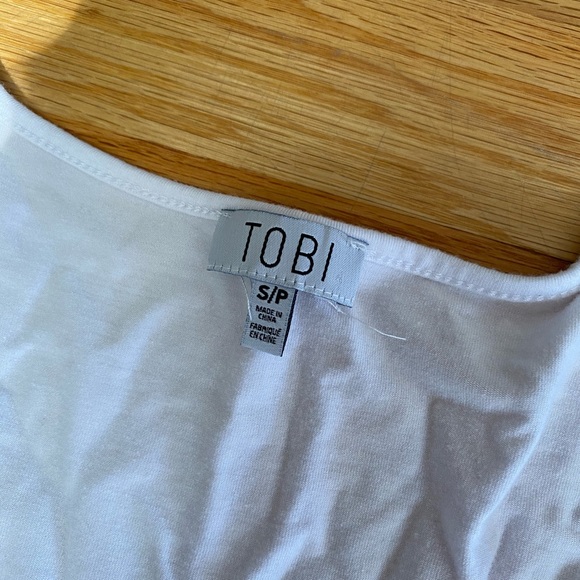 TOBI
S/P
MADE IN
CHINA
FABRIQUÉ
EN CHINE